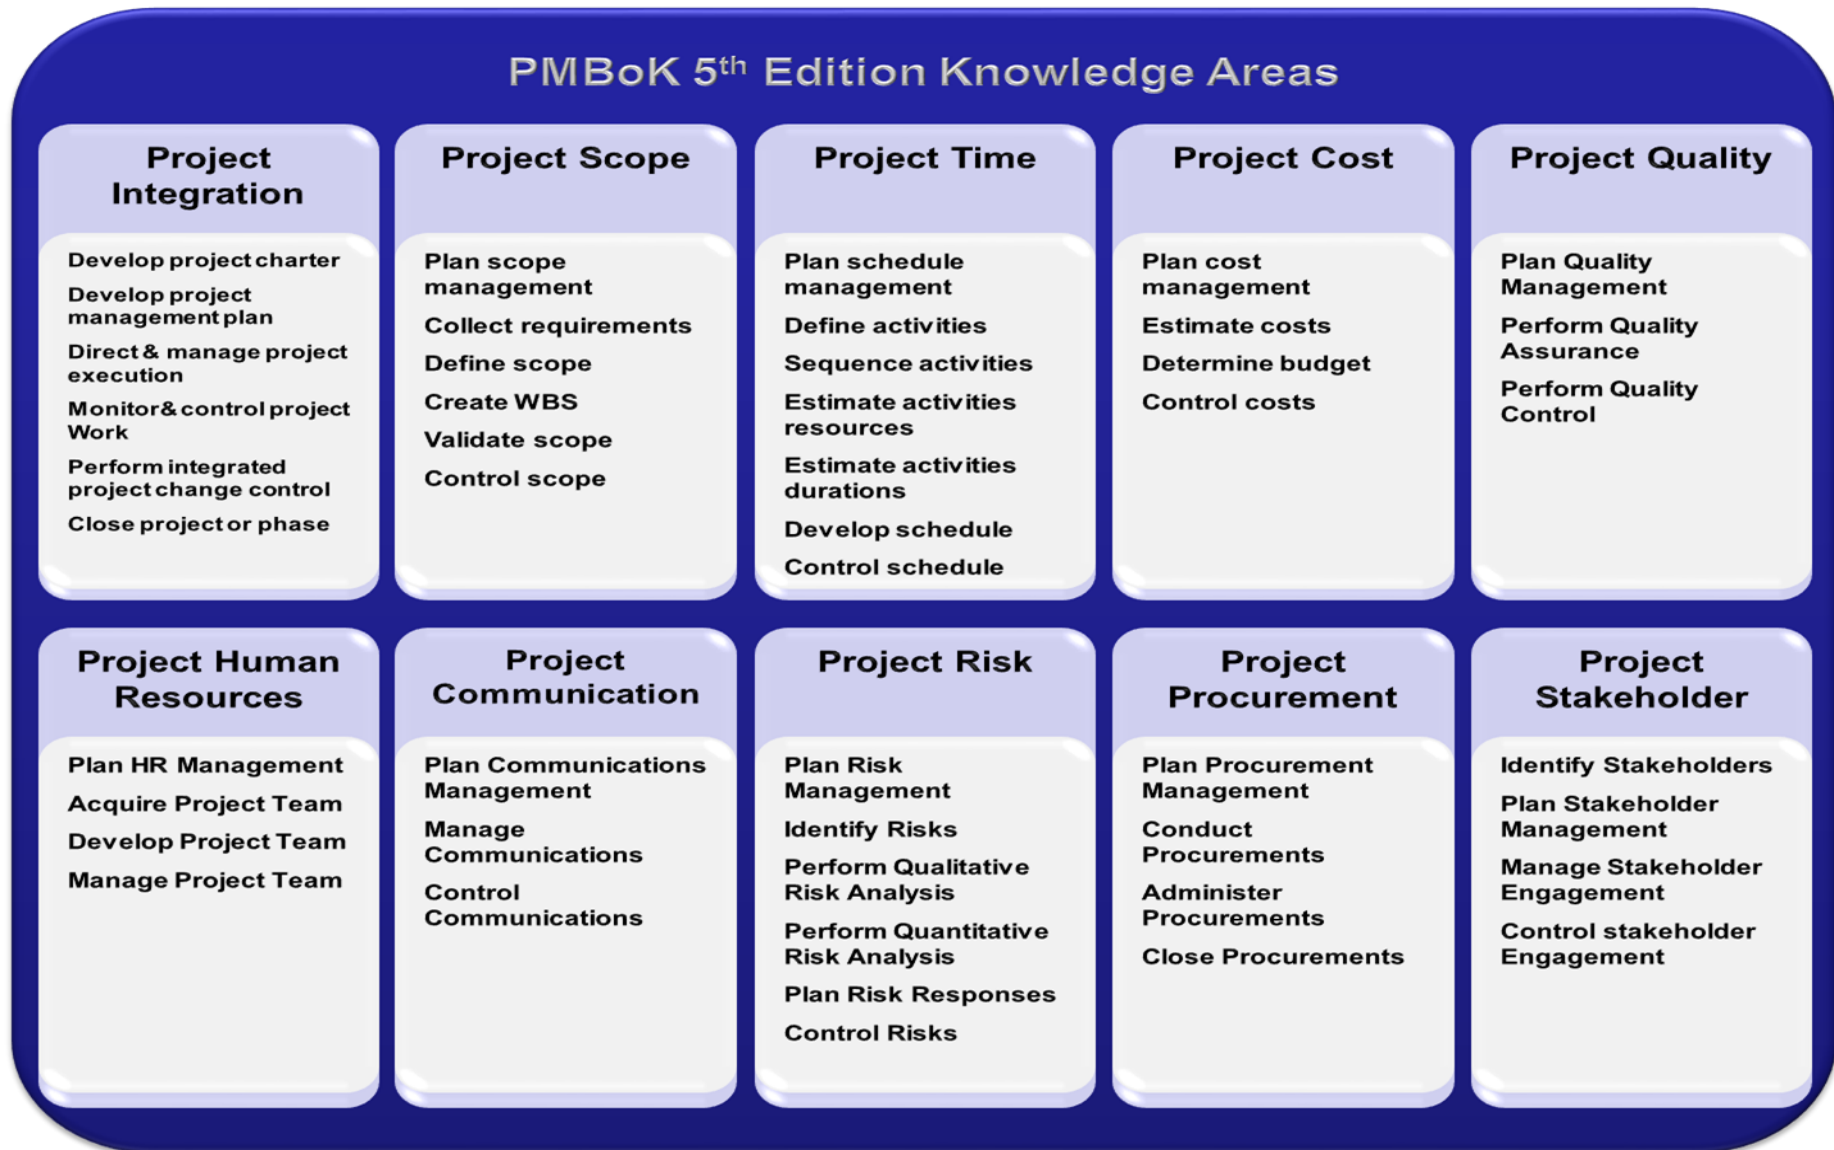 PMBoK 5th Edition Knowledge Areas
Project
Integration
Develop project charter
Develop project
management plan
Direct & manage project
execution
Monitor & control project
Work
Perform integrated
project change control
Close project or phase
Project Scope
Plan scope
management
Collect requirements
Define scope
Create WBS
Validate scope
Control scope
Project Time
Plan schedule
management
Define activities
Sequence activities
Estimate activities
resources
Estimate activities
durations
Develop schedule
Control schedule
Project Cost
Plan cost
management
Estimate costs
Determine budget
Control costs
Project Quality
Plan Quality
Management
Perform Quality
Assurance
Perform Quality
Control
Project Human
Resources
Plan HR Management
Acquire Project Team
Develop Project Team
Manage Project Team
Project
Communication
Plan Communications
Management
Manage
Communications
Control
Communications
Project Risk
Plan Risk
Management
Identify Risks
Perform Qualitative
Risk Analysis
Perform Quantitative
Risk Analysis
Plan Risk Responses
Control Risks
Project
Procurement
Plan Procurement
Management
Conduct
Procurements
Administer
Procurements
Close Procurements
Project
Stakeholder
Identify Stakeholders
Plan Stakeholder
Management
Manage Stakeholder
Engagement
Control stakeholder
Engagement